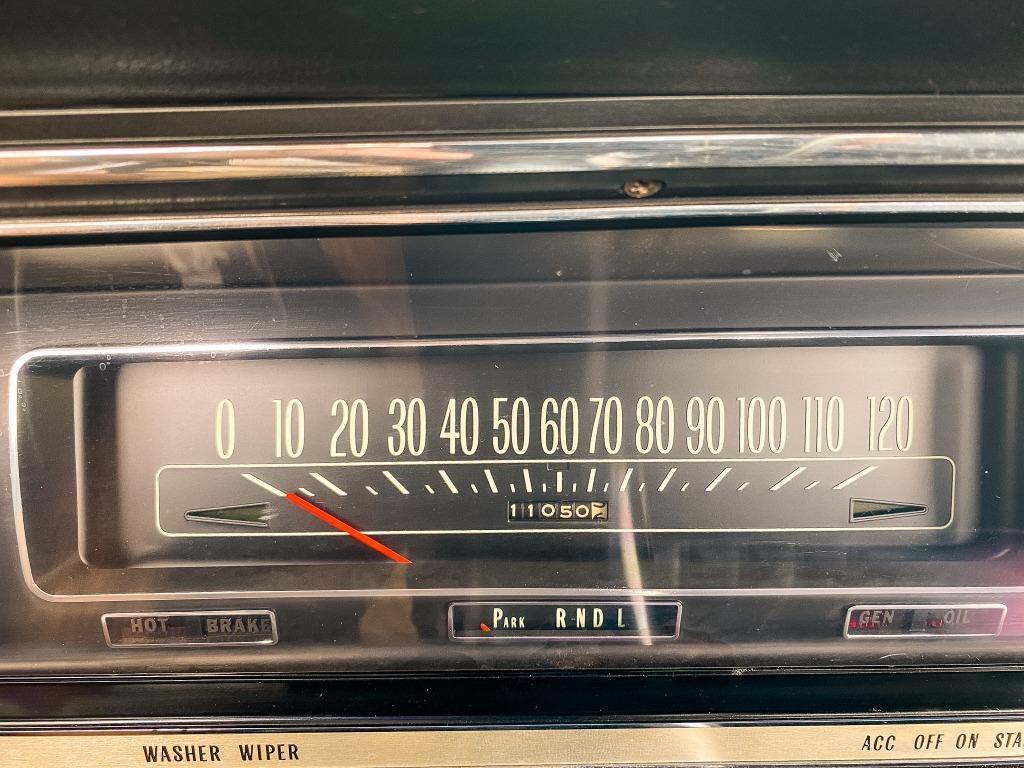 0 10 20 30 40 50 60 70 80 90 100 110 120
11050
HOT BRAKE PARK R N D L GEN OIL
WASHER WIPER ACC OFF ON